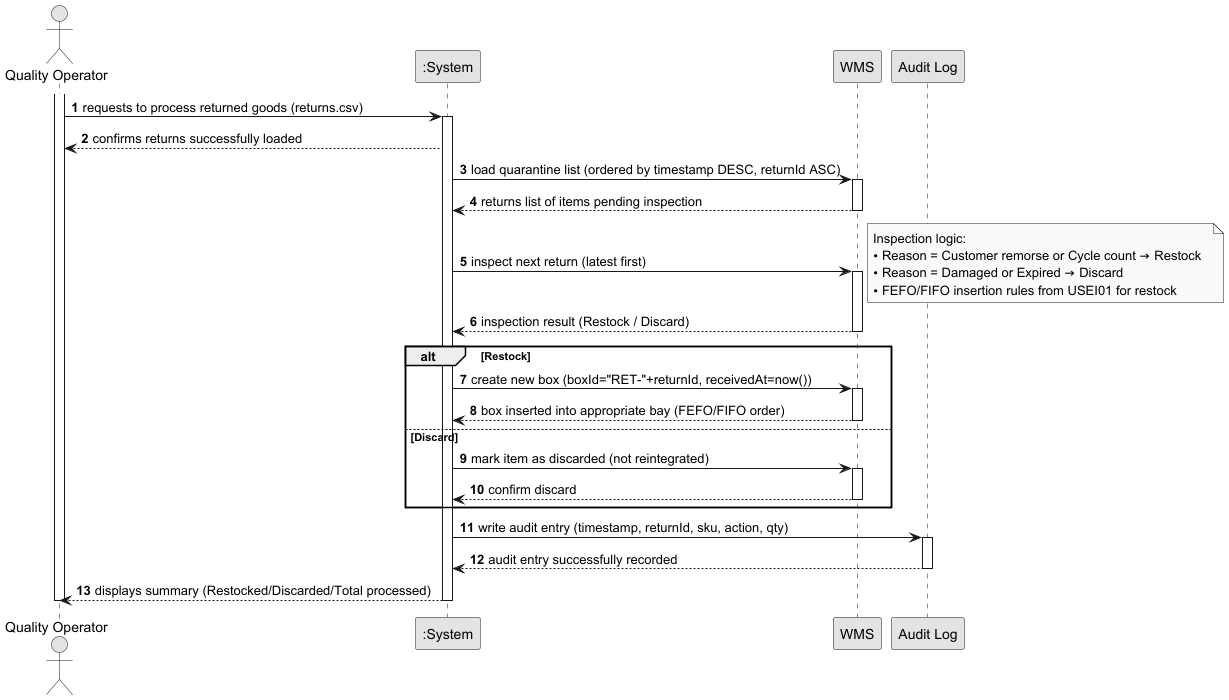 Quality Operator
:System
WMS
Audit Log
1 requests to process returned goods (returns.csv)
2 confirms returns successfully loaded
3 load quarantine list (ordered by timestamp DESC, returnId ASC)
4 returns list of items pending inspection
Inspection logic:
• Reason = Customer remorse or Cycle count → Restock
• Reason = Damaged or Expired → Discard
• FEFO/FIFO insertion rules from USEI01 for restock
5 inspect next return (latest first)
6 inspection result (Restock / Discard)
alt [Restock]
7 create new box (boxId="RET-"+returnId, receivedAt=now())
8 box inserted into appropriate bay (FEFO/FIFO order)
[Discard]
9 mark item as discarded (not reintegrated)
10 confirm discard
11 write audit entry (timestamp, returnId, sku, action, qty)
12 audit entry successfully recorded
13 displays summary (Restocked/Discarded/Total processed)
Quality Operator
:System
WMS
Audit Log